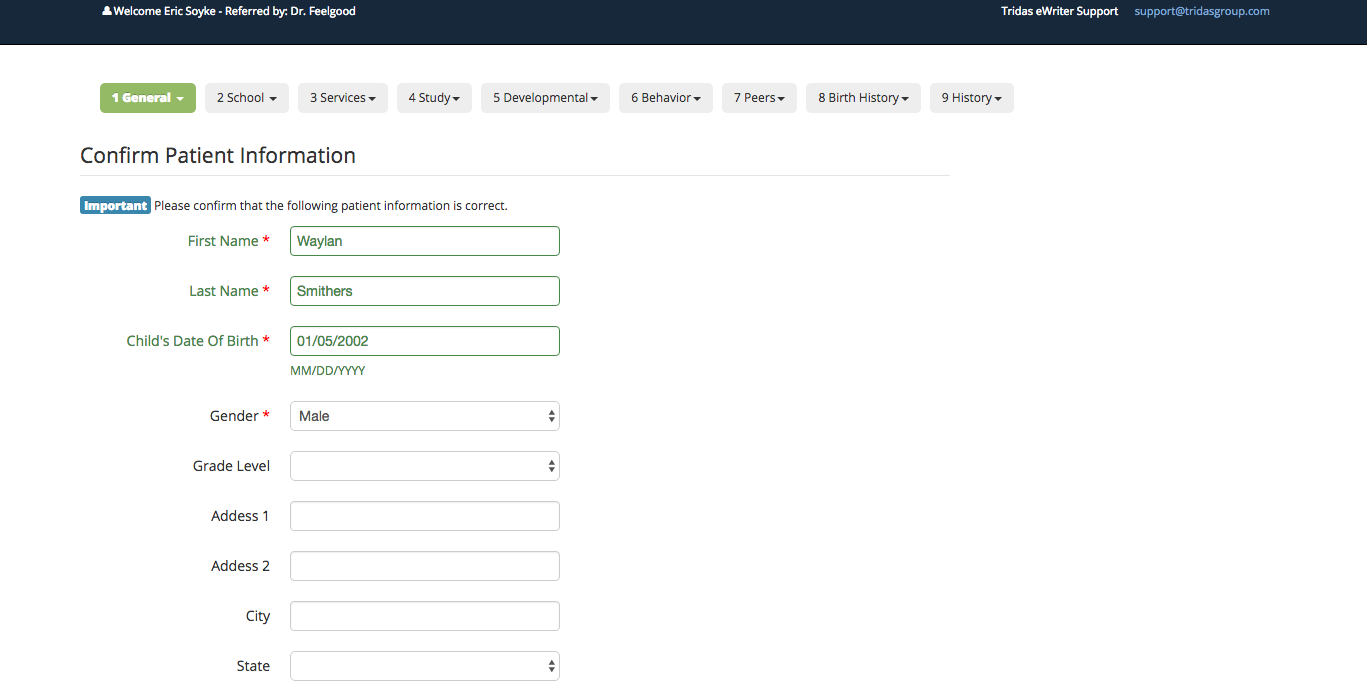 Welcome Eric Soyke - Referred by: Dr. Feelgood
Tridas eWriter Support support@tridasgroup.com
1 General 2 School 3 Services 4 Study 5 Developmental 6 Behavior 7 Peers 8 Birth History 9 History
Confirm Patient Information
Important Please confirm that the following patient information is correct.
First Name * Waylan
Last Name * Smithers
Child's Date Of Birth * 01/05/2002
MM/DD/YYYY
Gender * Male
Grade Level
Addess 1
Addess 2
City
State